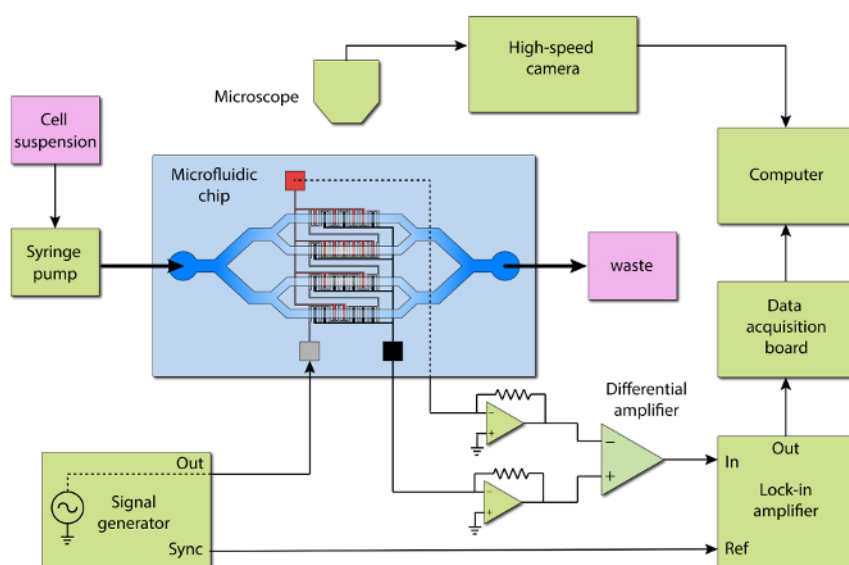 High-speed
camera
Microscope
Cell
suspension
Microfluidic
chip
Computer
Syringe
pump
waste
Data
acquisition
board
Differential
amplifier
−
+
−
+
−
+
Out
Signal
generator
Sync
Out
In
Lock-in
amplifier
Ref